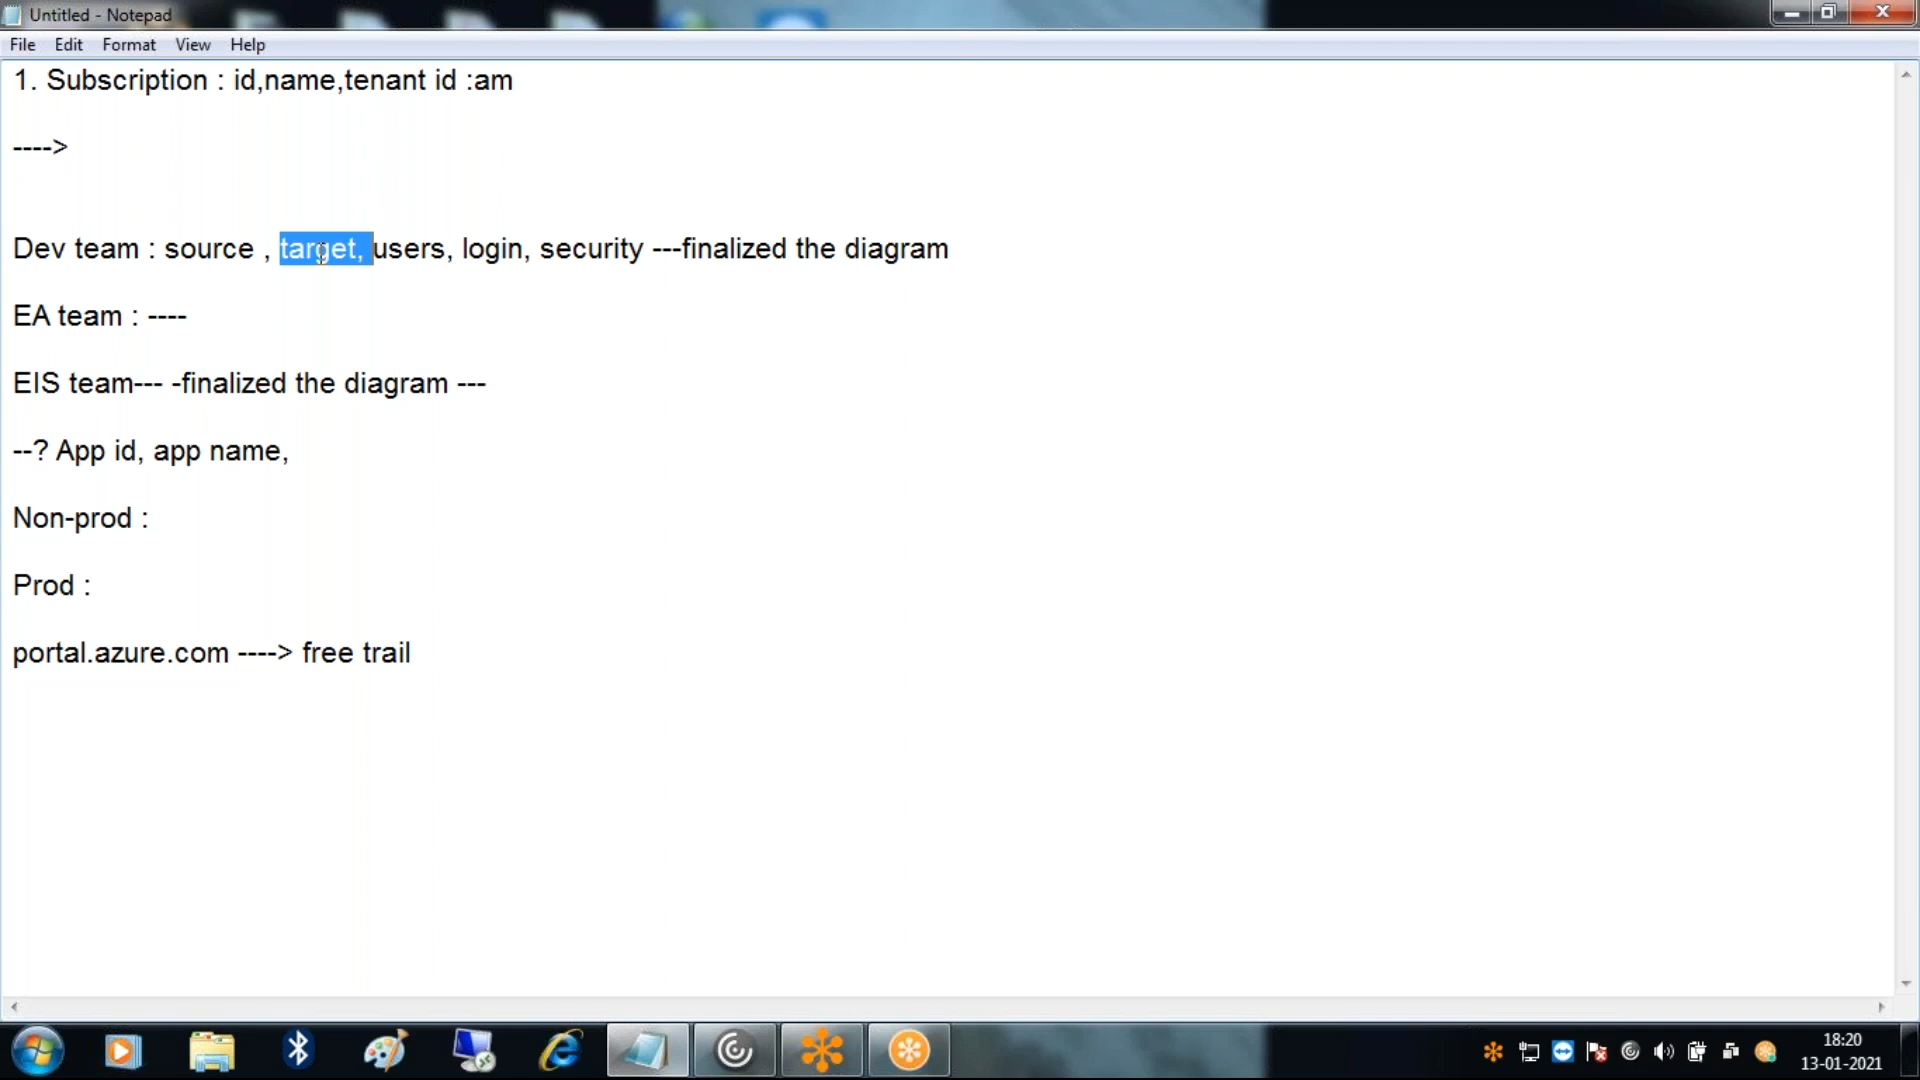 Untitled - Notepad
File Edit Format View Help
1. Subscription : id,name,tenant id :am
---->
Dev team : source , target, users, login, security ---finalized the diagram
EA team : ----
EIS team--- -finalized the diagram ---
--? App id, app name,
Non-prod :
Prod :
portal.azure.com ----> free trail
18:20
13-01-2021